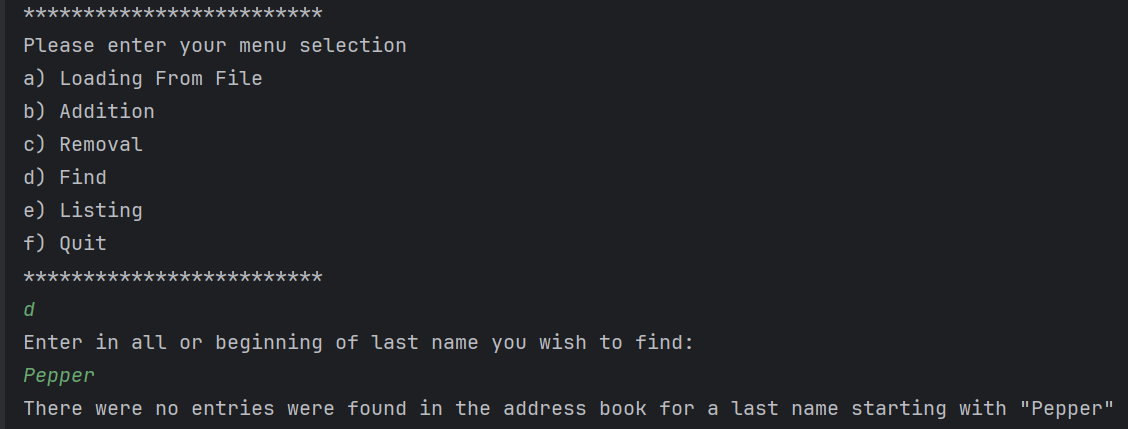 *************************
Please enter your menu selection
a) Loading From File
b) Addition
c) Removal
d) Find
e) Listing
f) Quit
*************************
d
Enter in all or beginning of last name you wish to find:
Pepper
There were no entries were found in the address book for a last name starting with "Pepper"